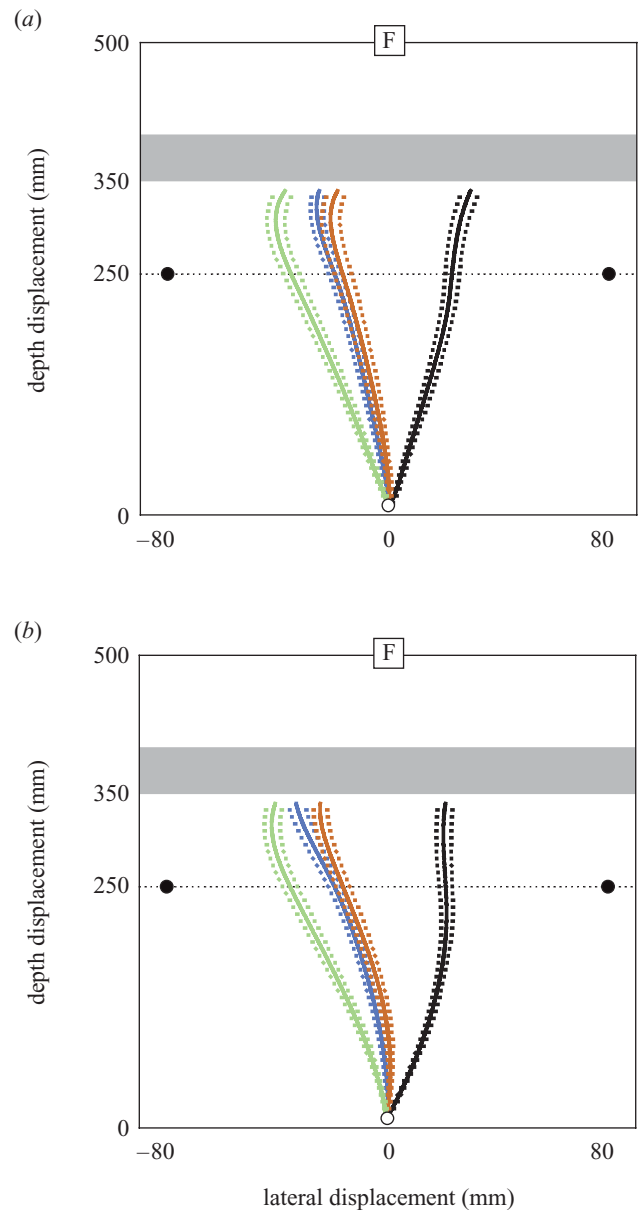 (a)
F
500
350
250
0
depth displacement (mm)
–80
0
80
(b)
F
500
350
250
0
depth displacement (mm)
–80
0
80
lateral displacement (mm)